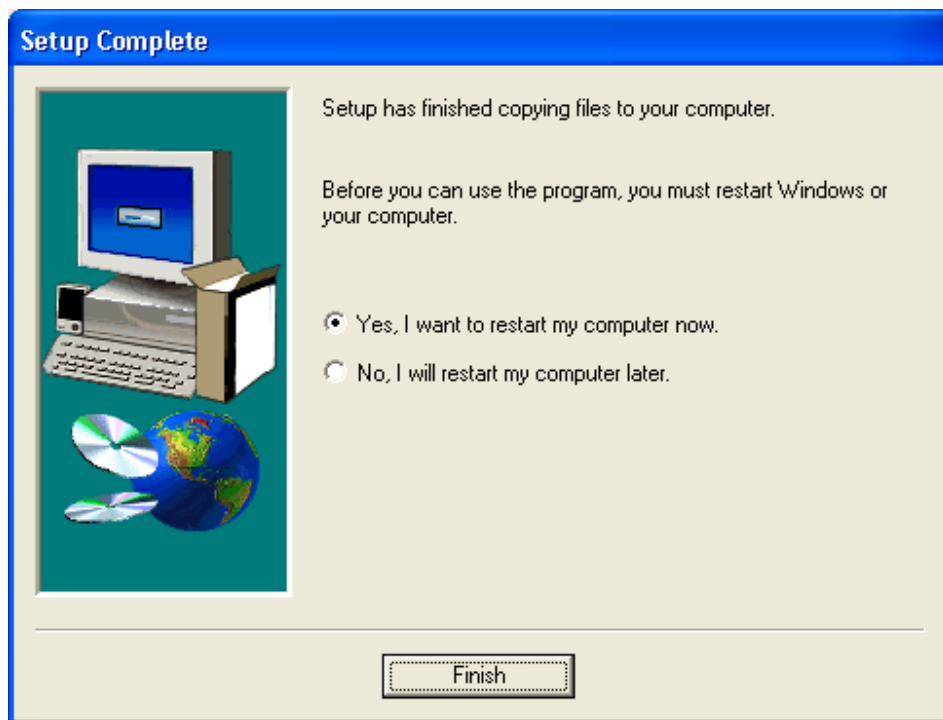 Setup Complete
Setup has finished copying files to your computer.
Before you can use the program, you must restart Windows or
your computer.
Yes, I want to restart my computer now.
No, I will restart my computer later.
Finish